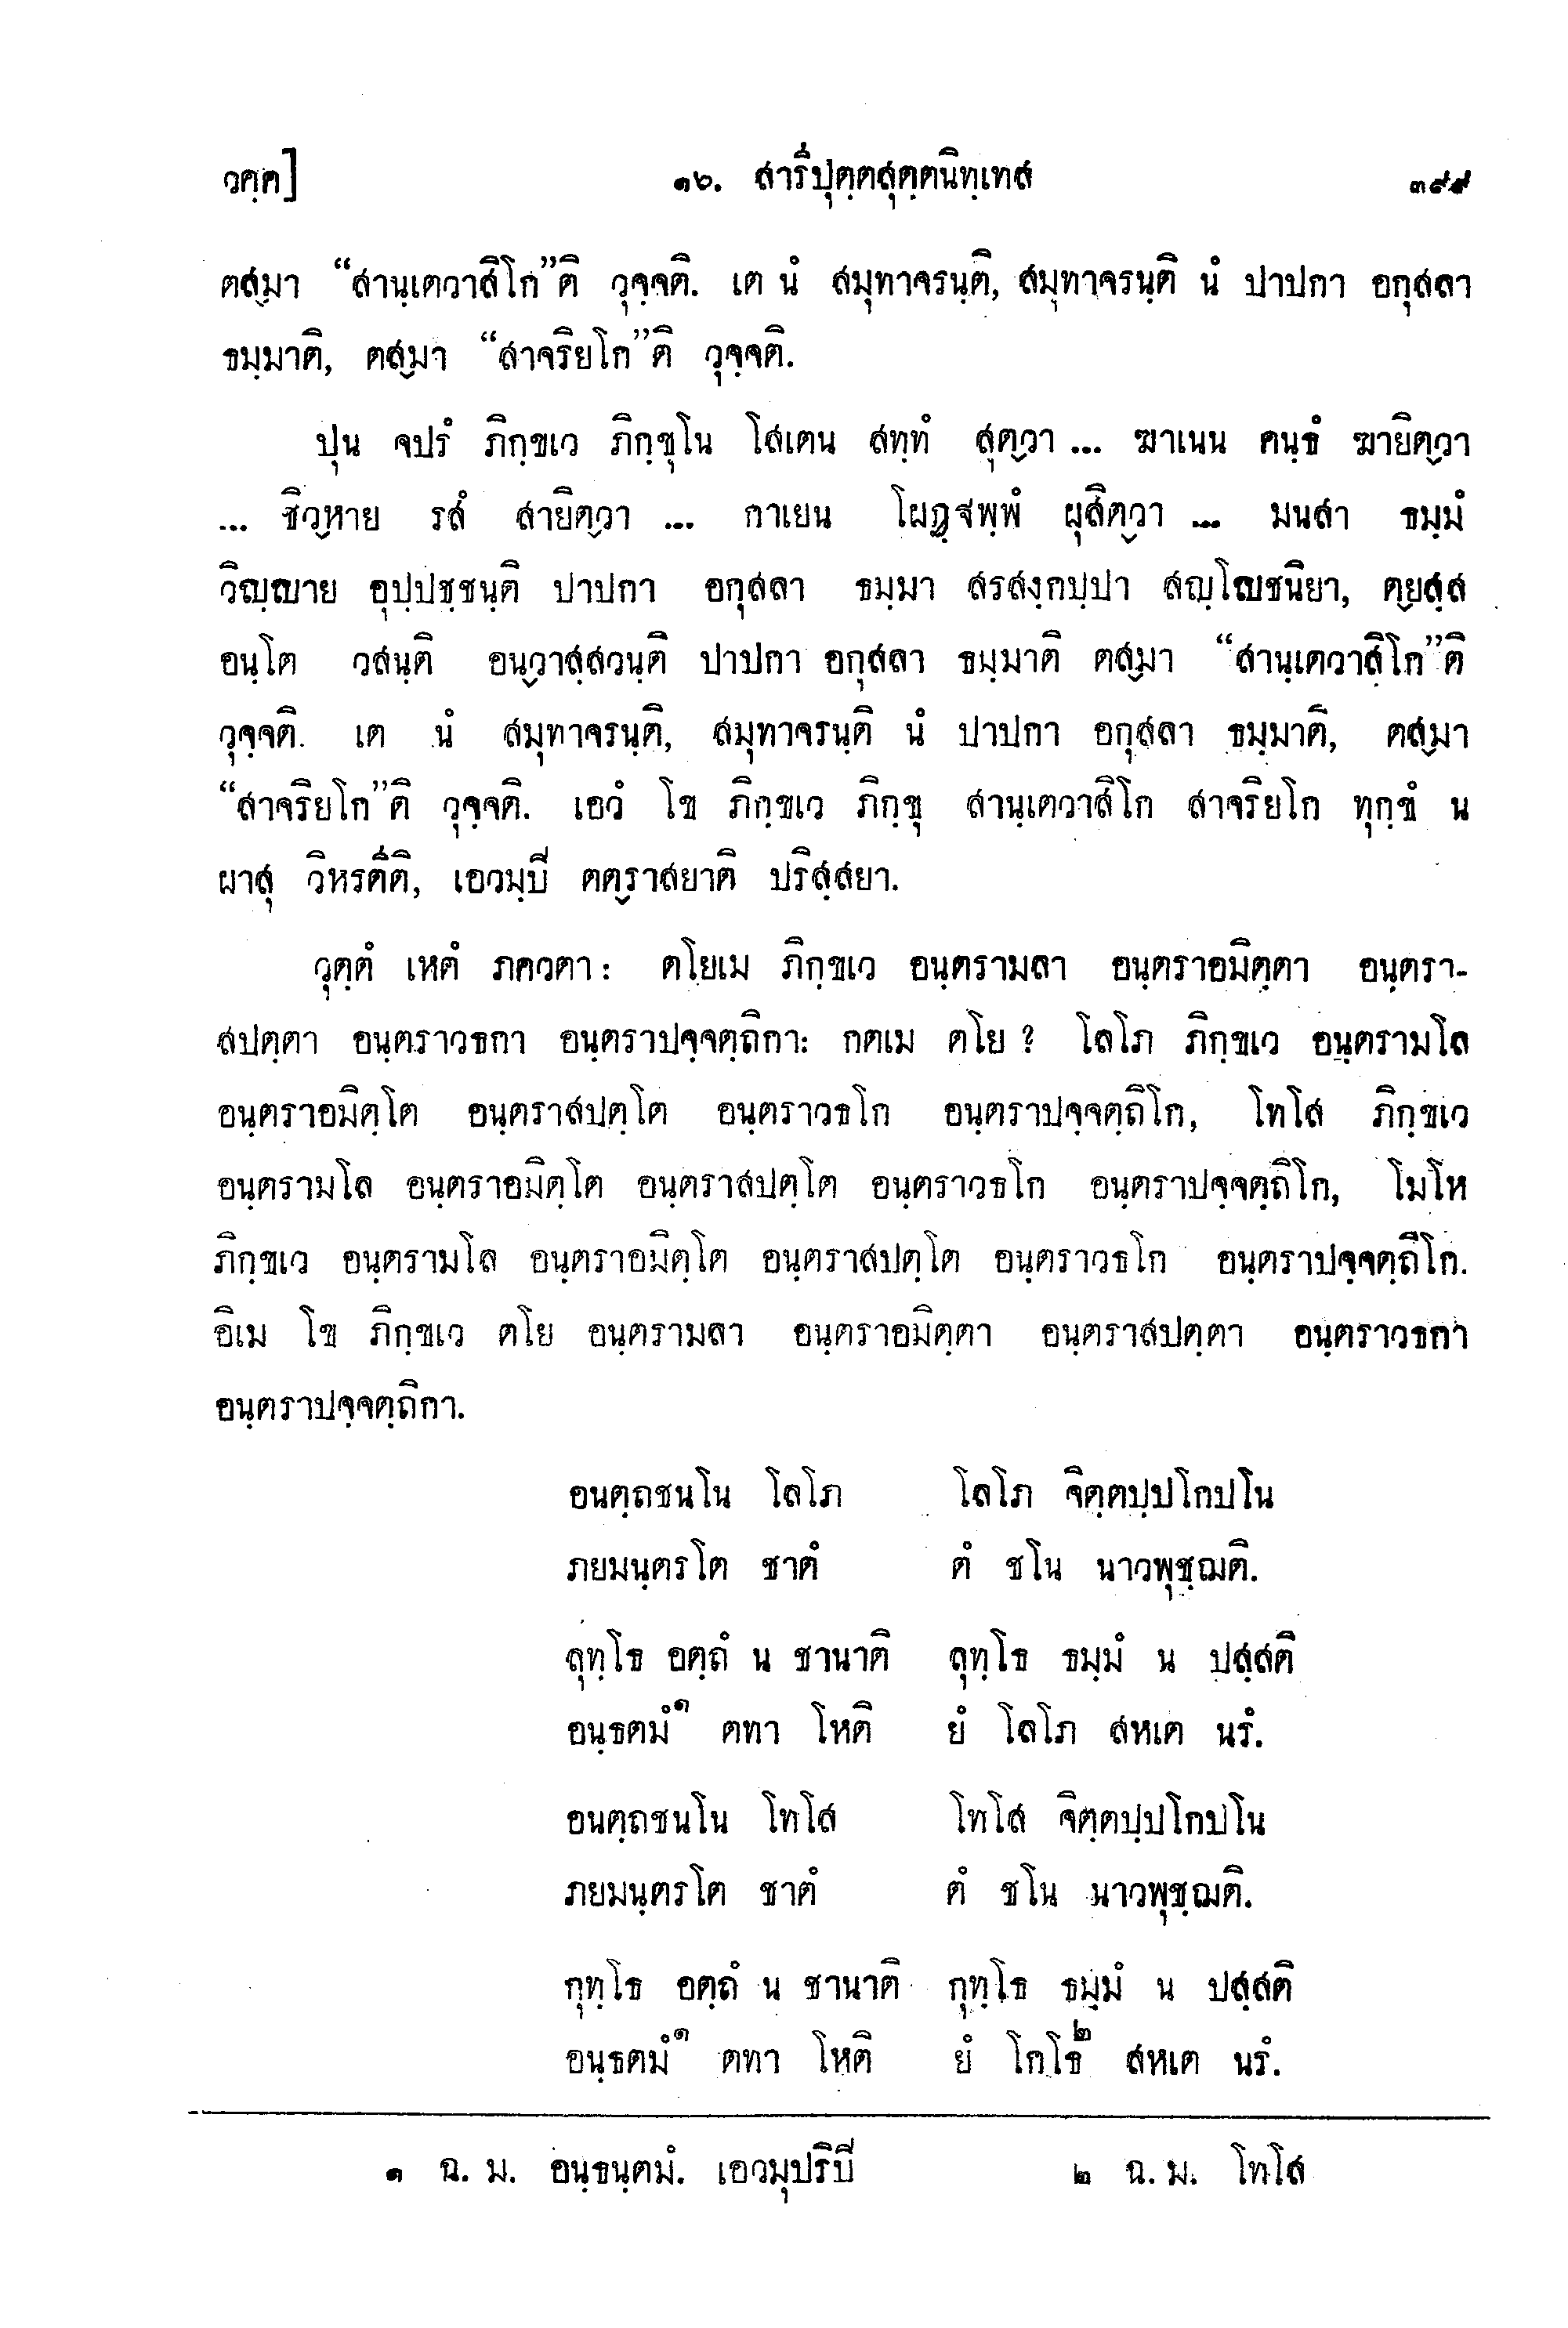 วคฺค] ๑๖. สารีปุตฺตสุตฺตนิทฺเทส ๓๙๙
ตสฺมา “สานฺเตวาสิโก”ติ วุจฺจติ. เต นํ สมุทาจรนฺติ, สมุทาจรนฺติ นํ ปาปกา อกุสลา
ธมฺมาติ, ตสฺมา “สาจริยโก”ติ วุจฺจติ.
ปุน จปรํ ภิกฺขเว ภิกฺขุโน โสเตน สทฺทํ สุตฺวา ... ฆาเนน คนฺธํ ฆายิตฺวา
... ชิวฺหาย รสํ สายิตฺวา ... กาเยน โผฏฺฐพฺพํ ผุสิตฺวา ... มนสา ธมฺมํ
วิญฺญาย อุปฺปชฺชนฺติ ปาปกา อกุสลา ธมฺมา สรสงฺกปฺปา สญฺโญชนิยา, ตฺยสฺส
อนฺโต วสนฺติ อนฺวาสฺสวนฺติ ปาปกา อกุสลา ธมฺมาติ ตสฺมา “สานฺเตวาสิโก”ติ
วุจฺจติ. เต นํ สมุทาจรนฺติ, สมุทาจรนฺติ นํ ปาปกา อกุสลา ธมฺมาติ, ตสฺมา
“สาจริยโก”ติ วุจฺจติ. เอวํ โข ภิกฺขเว ภิกฺขุ สานฺเตวาสิโก สาจริยโก ทุกฺขํ น
ผาสุ วิหรตีติ, เอวมฺปี ตตฺราสยาติ ปริสฺสยา.
วุตฺตํ เหตํ ภควตา: ตโยเม ภิกฺขเว อนฺตรามลา อนฺตราอมิตฺตา อนฺตรา-
สปตฺตา อนฺตราวธกา อนฺตราปจฺจตฺถิกา: กตเม ตโย ? โลโภ ภิกฺขเว อนฺตรามโล
อนฺตราอมิตฺโต อนฺตราสปตฺโต อนฺตราวธโก อนฺตราปจฺจตฺถิโก, โทโส ภิกฺขเว
อนฺตรามโล อนฺตราอมิตฺโต อนฺตราสปตฺโต อนฺตราวธโก อนฺตราปจฺจตฺถิโก, โมโห
ภิกฺขเว อนฺตรามโล อนฺตราอมิตฺโต อนฺตราสปตฺโต อนฺตราวธโก อนฺตราปจฺจตฺถิโก.
อิเม โข ภิกฺขเว ตโย อนฺตรามลา อนฺตราอมิตฺตา อนฺตราสปตฺตา อนฺตราวธกา
อนฺตราปจฺจตฺถิกา.
อนตฺถชนโน โลโภ โลโภ จิตฺตปฺปโกปโน
ภยมนฺตรโต ชาตํ ตํ ชโน นาวพุชฺฌติ.
ลุทฺโธ อตฺถํ น ชานาติ ลุทฺโธ ธมฺมํ น ปสฺสติ
อนฺธตมํ๑ ตทา โหติ ยํ โลโภ สหเต นรํ.
อนตฺถชนโน โทโส โทโส จิตฺตปฺปโกปโน
ภยมนฺตรโต ชาตํ ตํ ชโน นาวพุชฺฌติ.
กุทฺโธ อตฺถํ น ชานาติ กุทฺโธ ธมฺมํ น ปสฺสติ
อนฺธตมํ๑ ตทา โหติ ยํ โกโธ๒ สหเต นรํ.
๑ ฉ. ม. อนฺธนฺตมํ. เอวมุปริปี ๒ ฉ. ม. โทโส